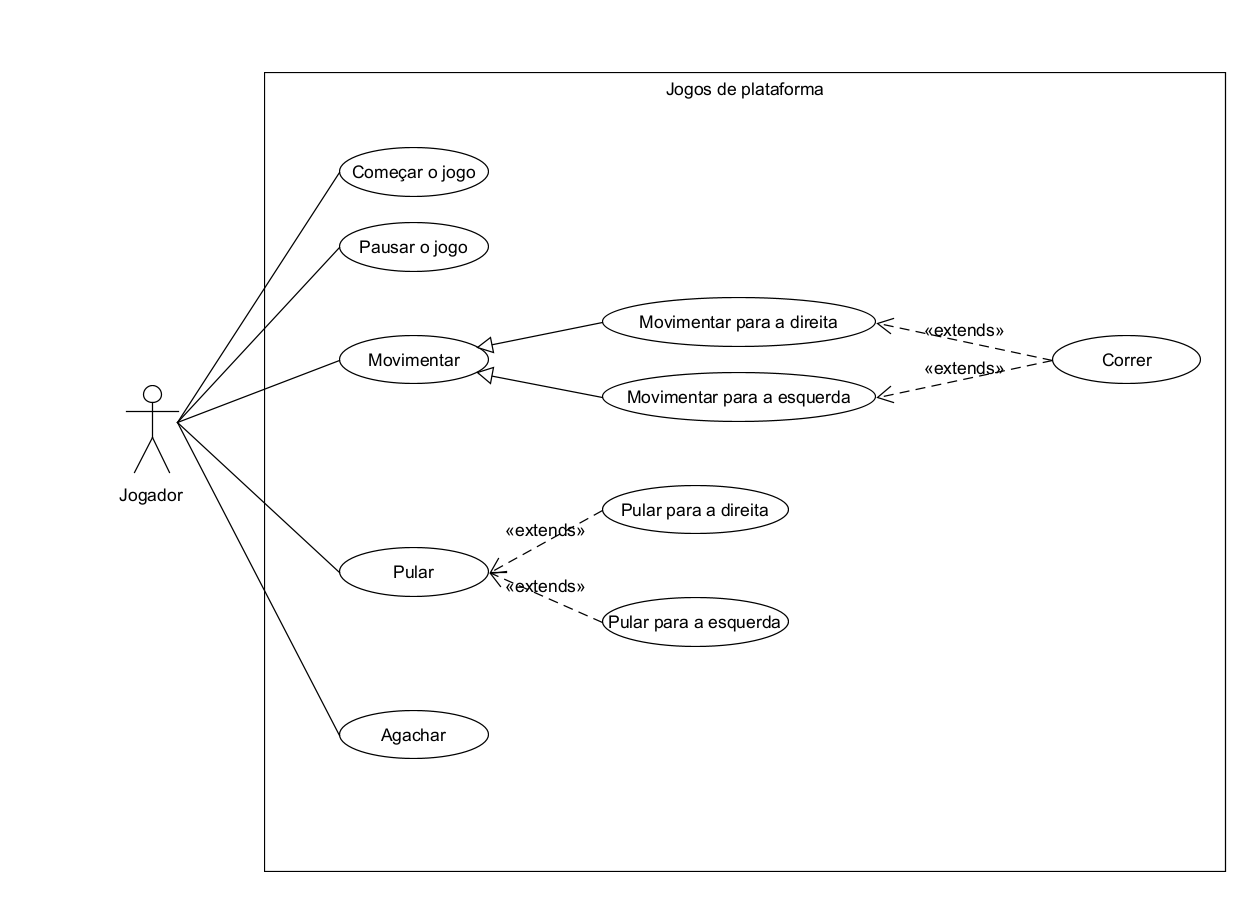 Jogos de plataforma
Começar o jogo
Pausar o jogo
Movimentar para a direita
«extends»
Movimentar
Correr
«extends»
Movimentar para a esquerda
Jogador
Pular para a direita
«extends»
Pular
«extends»
Pular para a esquerda
Agachar